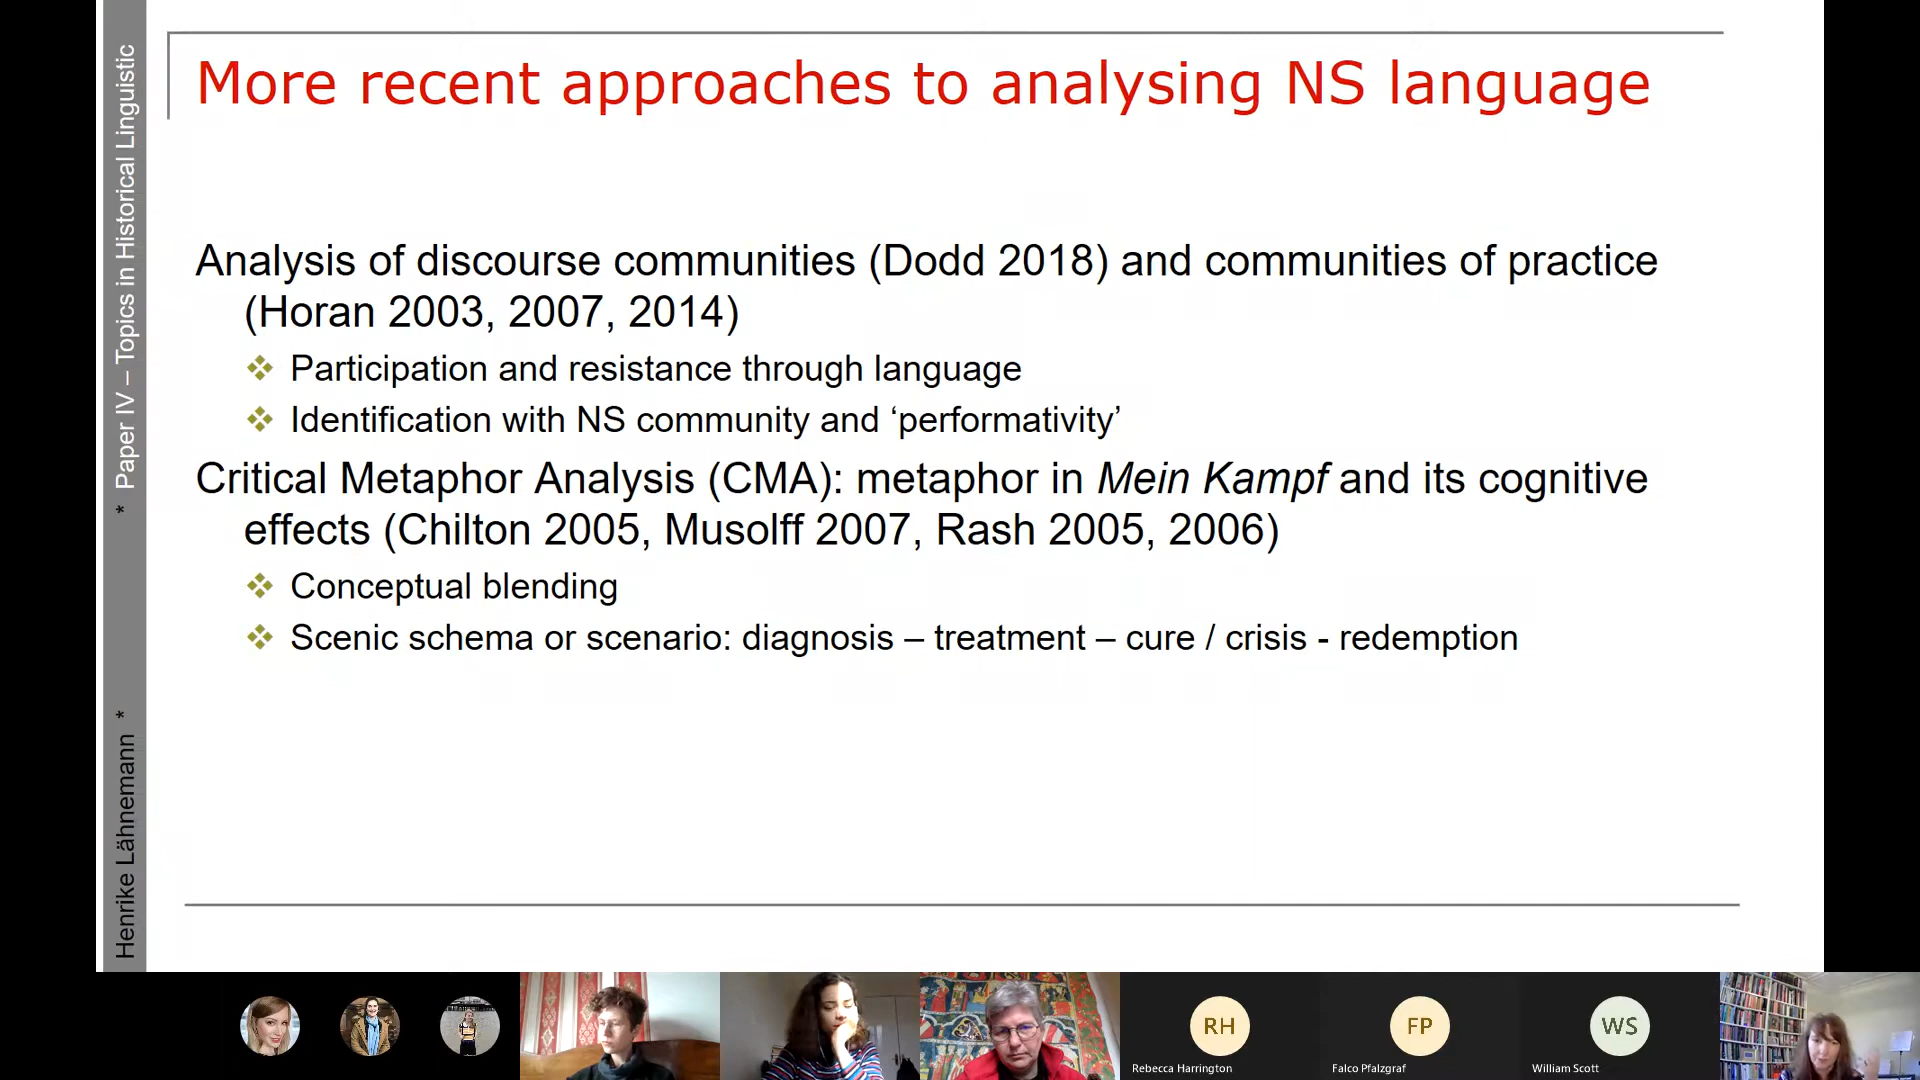 More recent approaches to analysing NS language
Analysis of discourse communities (Dodd 2018) and communities of practice
(Horan 2003, 2007, 2014)
❖ Participation and resistance through language
❖ Identification with NS community and ‘performativity’
Critical Metaphor Analysis (CMA): metaphor in Mein Kampf and its cognitive
effects (Chilton 2005, Musolff 2007, Rash 2005, 2006)
❖ Conceptual blending
❖ Scenic schema or scenario: diagnosis – treatment – cure / crisis - redemption
Henrike Lähnemann * * Paper IV – Topics in Historical Linguistic
RH
Rebecca Harrington
FP
Falco Pfalzgraf
WS
William Scott